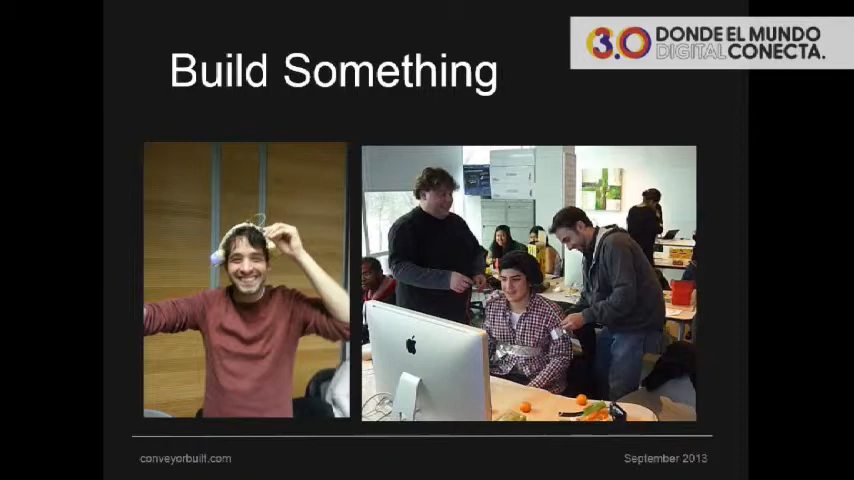 Build Something
3.0 DONDE EL MUNDO
DIGITAL CONECTA.
conveyorbuilt.com
September 2013